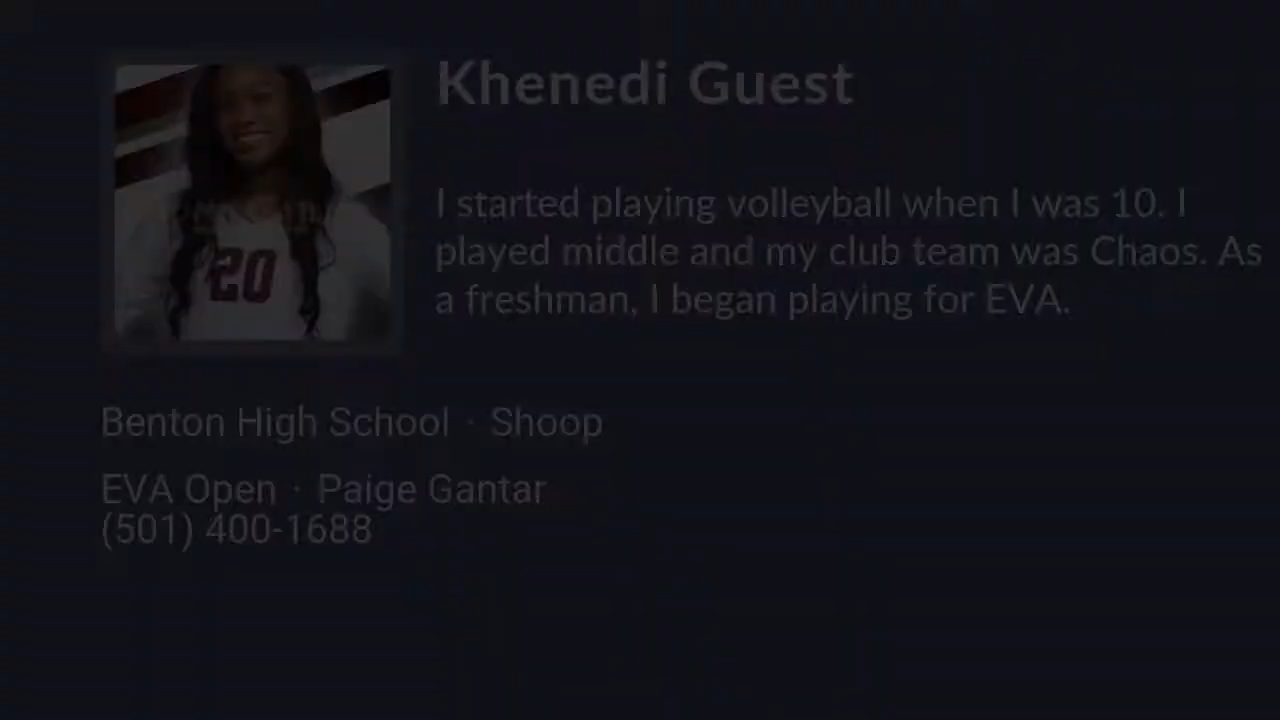 Khenedi Guest
I started playing volleyball when I was 10. I
played middle and my club team was Chaos. As
a freshman, I began playing for EVA.
20
Benton High School · Shoop
EVA Open · Paige Gantar
(501) 400-1688